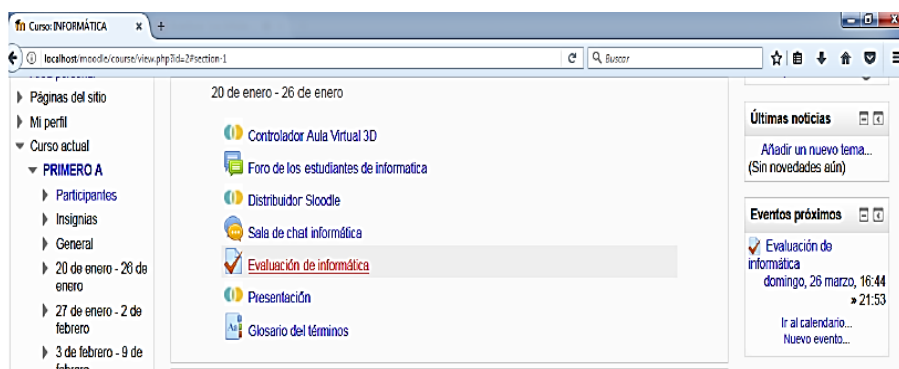 Curso: INFORMÁTICA
localhost/moodle/course/view.php?id=2#section-1
Buscar
Páginas del sitio
Mi perfil
Curso actual
PRIMERO A
Participantes
Insignias
General
20 de enero - 26 de
enero
27 de enero - 2 de
febrero
3 de febrero - 9 de
20 de enero - 26 de enero
Controlador Aula Virtual 3D
Foro de los estudiantes de informatica
Distribuidor Sloodle
Sala de chat informática
Evaluación de informática
Presentación
Glosario del términos
Últimas noticias
Añadir un nuevo tema...
(Sin novedades aún)
Eventos próximos
Evaluación de
informática
domingo, 26 marzo, 16:44
» 21:53
Ir al calendario...
Nuevo evento...